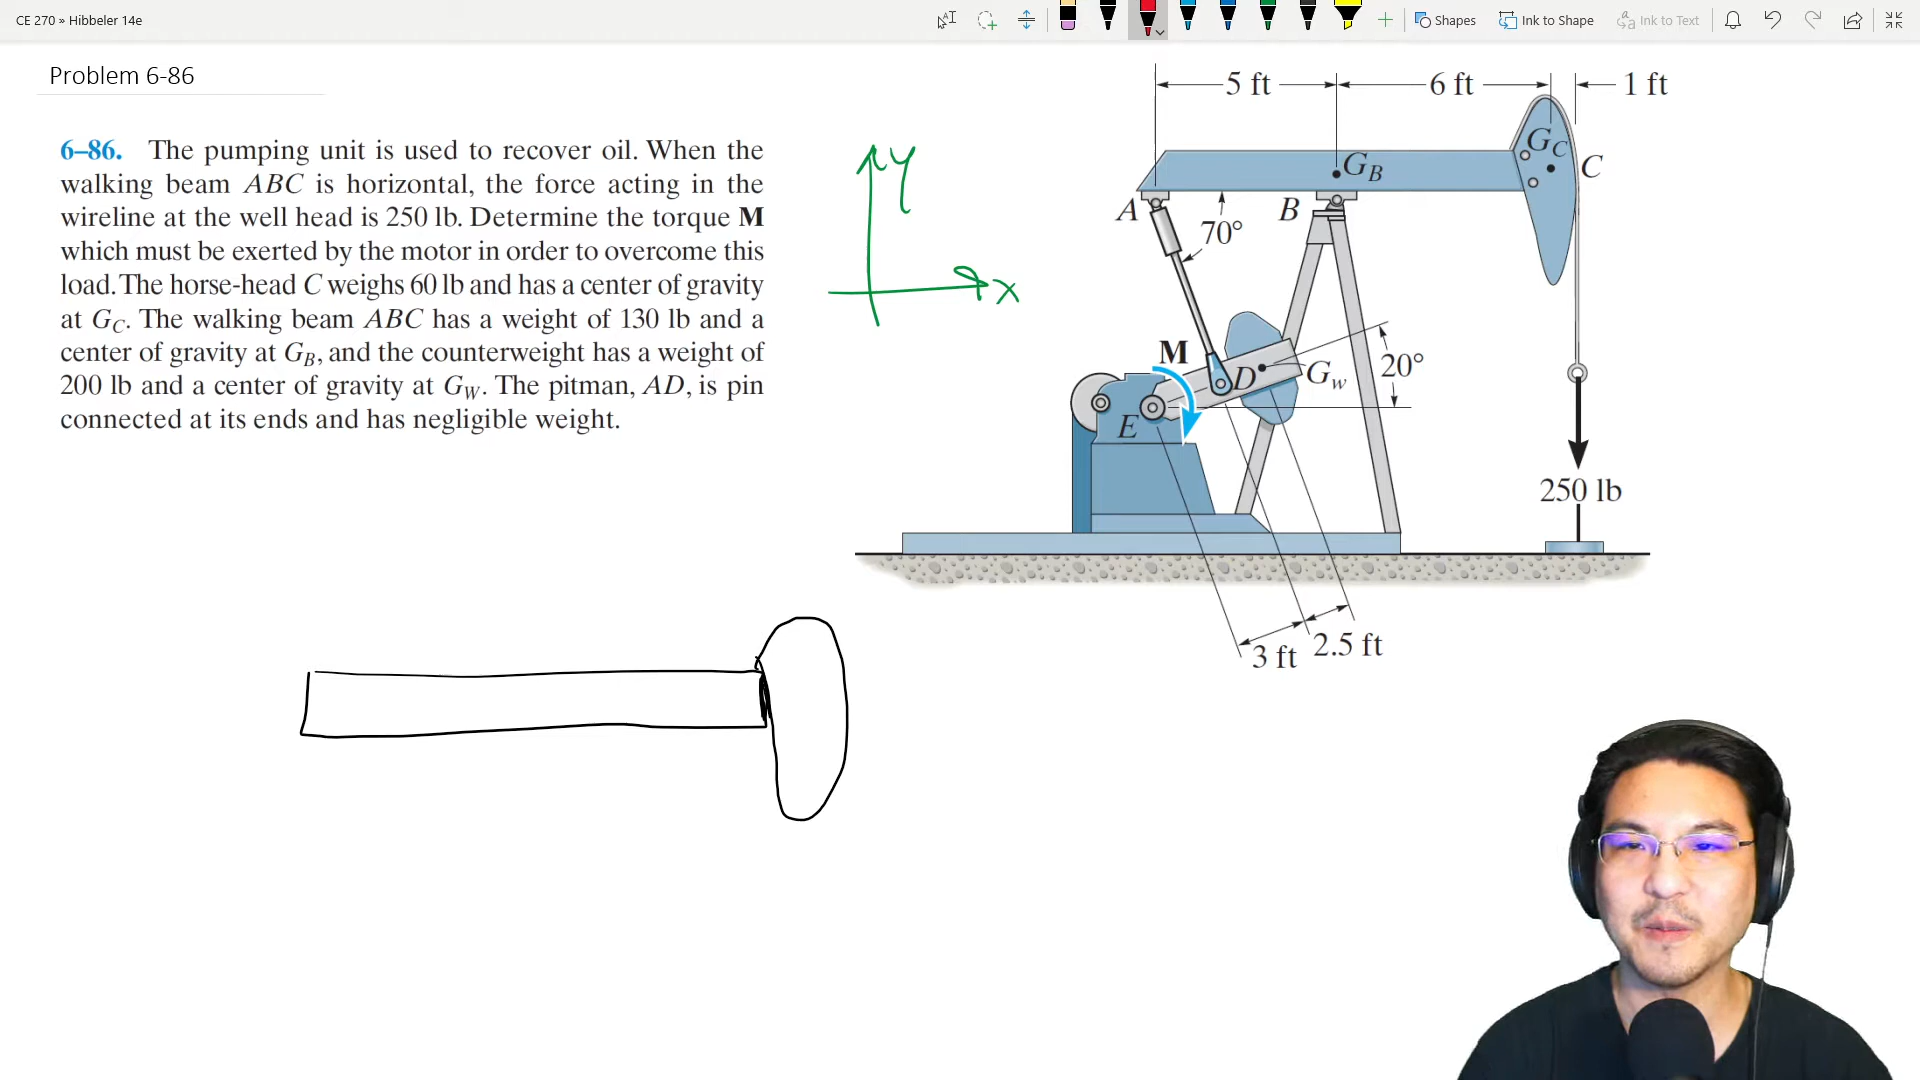 CE 270 » Hibbeler 14e
Shapes
Ink to Shape
Ink to Text
Problem 6-86
6–86. The pumping unit is used to recover oil. When the
walking beam ABC is horizontal, the force acting in the
wireline at the well head is 250 lb. Determine the torque M
which must be exerted by the motor in order to overcome this
load. The horse-head C weighs 60 lb and has a center of gravity
at GC. The walking beam ABC has a weight of 130 lb and a
center of gravity at GB, and the counterweight has a weight of
200 lb and a center of gravity at GW. The pitman, AD, is pin
connected at its ends and has negligible weight.
y
x
5 ft
6 ft
1 ft
GC
GB
C
A
B
70°
M
D
Gw
20°
E
250 lb
3 ft
2.5 ft